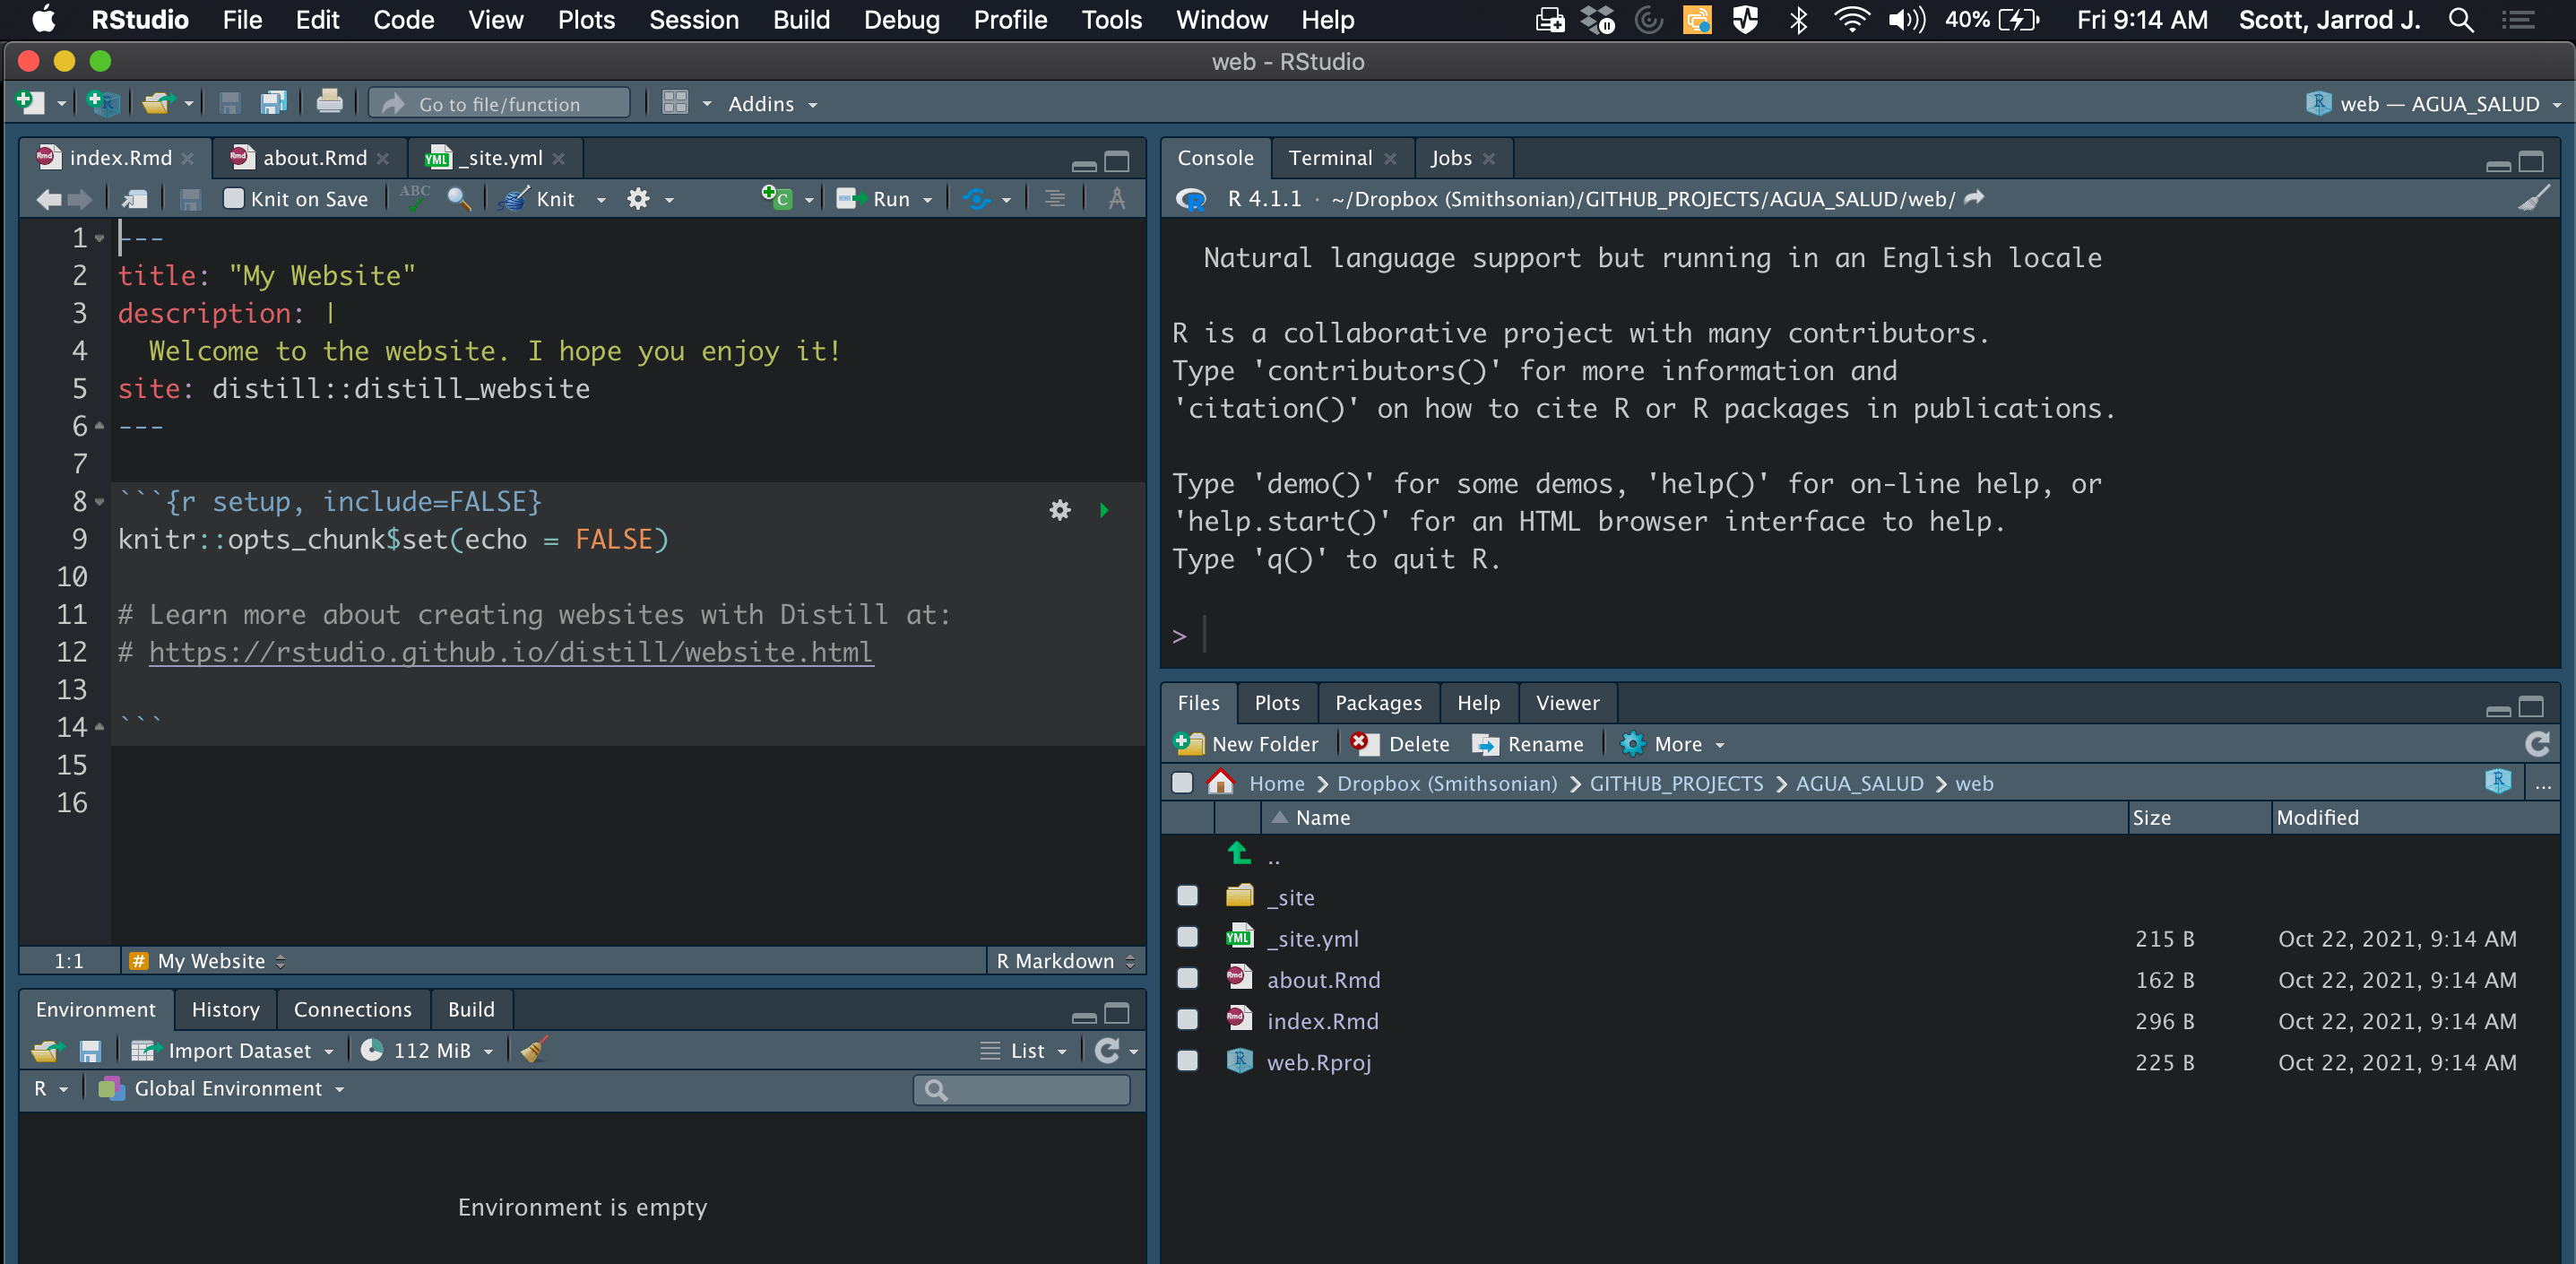 RStudio File Edit Code View Plots Session Build Debug Profile Tools Window Help 40% Fri 9:14 AM Scott, Jarrod J.
web - RStudio
Go to file/function Addins web — AGUA_SALUD
index.Rmd about.Rmd _site.yml
Knit on Save ABC Knit Run
1 ---
2 title: "My Website"
3 description: |
4 Welcome to the website. I hope you enjoy it!
5 site: distill::distill_website
6 ---
7
8 ```{r setup, include=FALSE}
9 knitr::opts_chunk$set(echo = FALSE)
10
11 # Learn more about creating websites with Distill at:
12 # https://rstudio.github.io/distill/website.html
13
14 ```
15
16
1:1 # My Website R Markdown
Console Terminal Jobs
R 4.1.1 · ~/Dropbox (Smithsonian)/GITHUB_PROJECTS/AGUA_SALUD/web/
Natural language support but running in an English locale
R is a collaborative project with many contributors.
Type 'contributors()' for more information and
'citation()' on how to cite R or R packages in publications.
Type 'demo()' for some demos, 'help()' for on-line help, or
'help.start()' for an HTML browser interface to help.
Type 'q()' to quit R.
>
Environment History Connections Build
Import Dataset 112 MiB List
R Global Environment
Environment is empty
Files Plots Packages Help Viewer
New Folder Delete Rename More
Home Dropbox (Smithsonian) GITHUB_PROJECTS AGUA_SALUD web ...
Name Size Modified
..
_site
_site.yml 215 B Oct 22, 2021, 9:14 AM
about.Rmd 162 B Oct 22, 2021, 9:14 AM
index.Rmd 296 B Oct 22, 2021, 9:14 AM
web.Rproj 225 B Oct 22, 2021, 9:14 AM